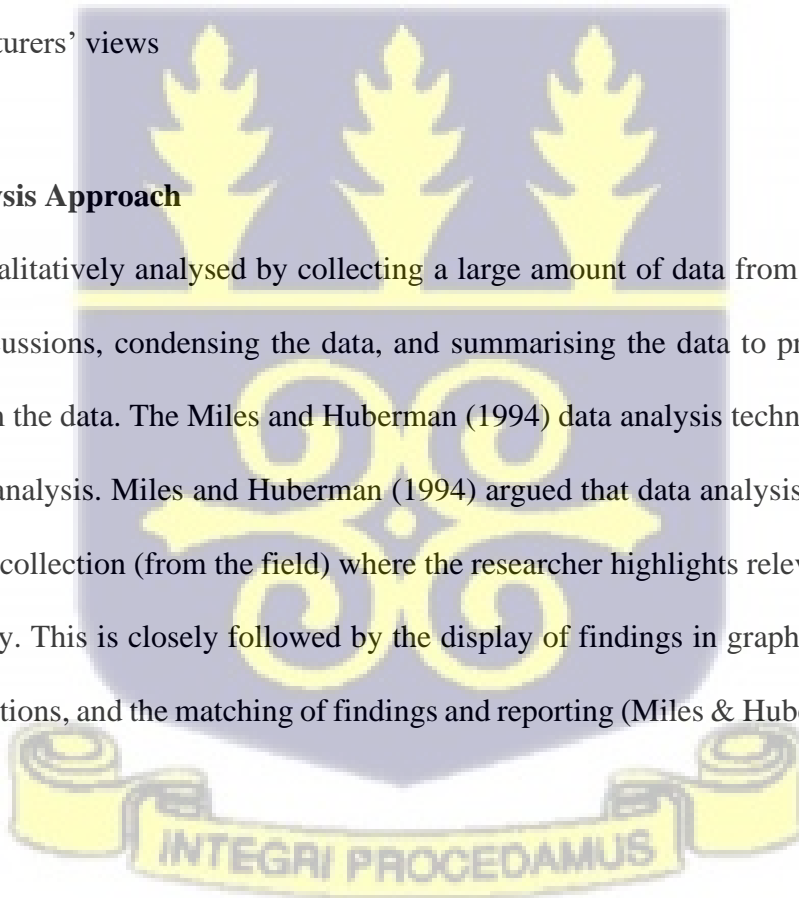 turers’ views
ysis Approach
alitatively analysed by collecting a large amount of data from
cussions, condensing the data, and summarising the data to pr
n the data. The Miles and Huberman (1994) data analysis techn
analysis. Miles and Huberman (1994) argued that data analysis
collection (from the field) where the researcher highlights relev
y. This is closely followed by the display of findings in graph
tions, and the matching of findings and reporting (Miles & Hub
INTEGRI PROCEDAMUS